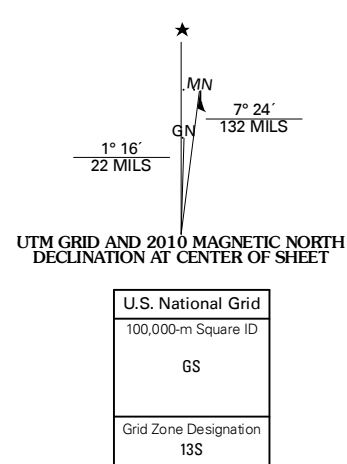 MN
7° 24´
132 MILS
GN
1° 16´
22 MILS
UTM GRID AND 2010 MAGNETIC NORTH
DECLINATION AT CENTER OF SHEET
U.S. National Grid
100,000-m Square ID
GS
Grid Zone Designation
13S